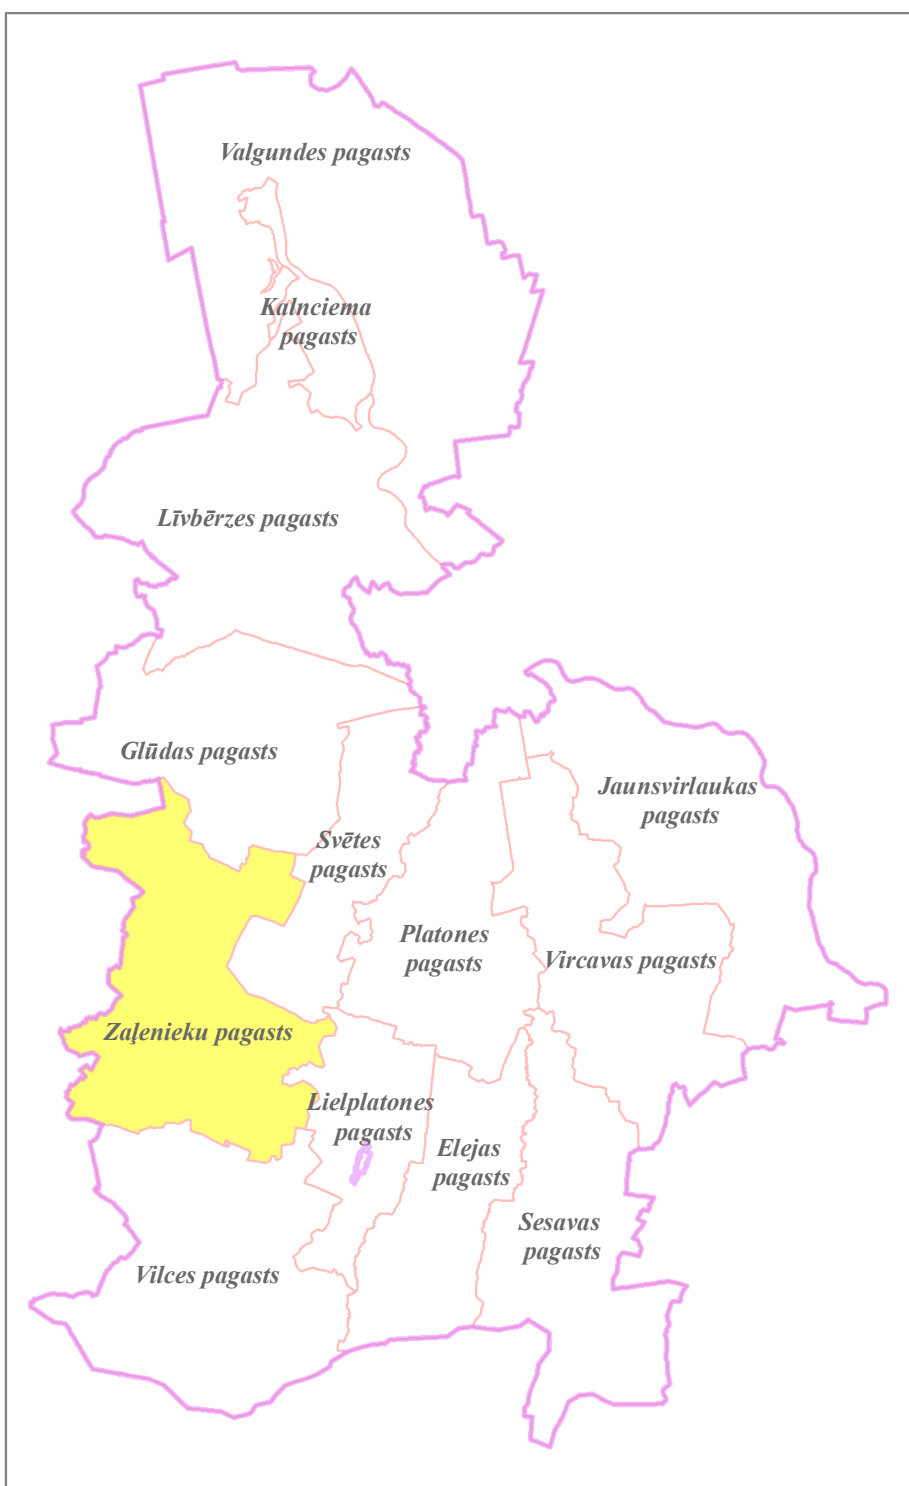 Valgundes pagasts
Kalnciema
pagasts
Līvbērzes pagasts
Glūdas pagasts
Jaunsvirlaukas
pagasts
Svētes
pagasts
Platones
pagasts
Vircavas pagasts
Zaļenieku pagasts
Lielplatones
pagasts
Elejas
pagasts
Sesavas
pagasts
Vilces pagasts